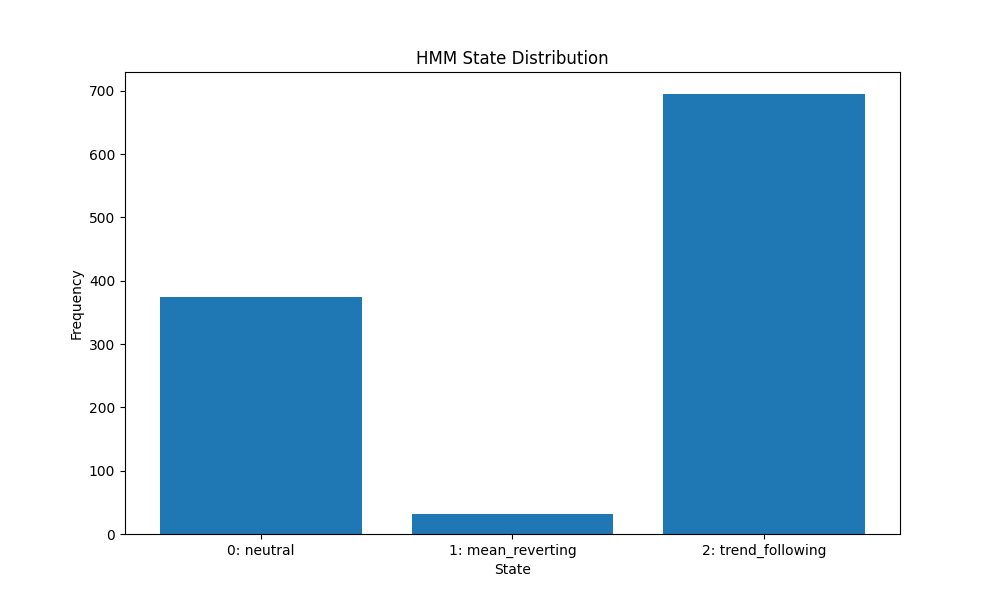 HMM State Distribution
700
600
500
400
300
200
100
0
Frequency
0: neutral
1: mean_reverting
2: trend_following
State